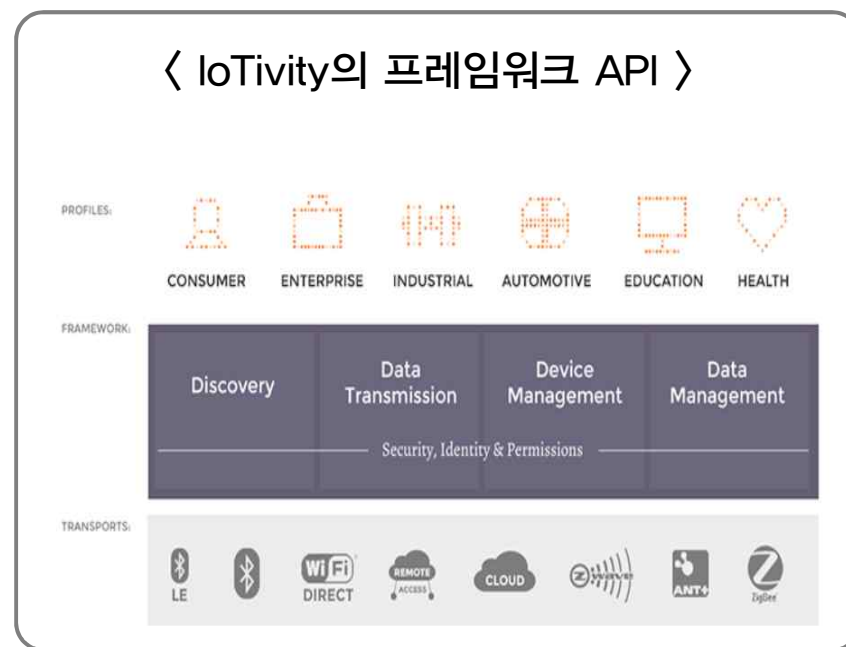 〈 IoTivity의 프레임워크 API 〉
PROFILES:
CONSUMER ENTERPRISE INDUSTRIAL AUTOMOTIVE EDUCATION HEALTH
FRAMEWORK:
Discovery Data Transmission Device Management Data Management
Security, Identity & Permissions
TRANSPORTS:
LE WiFi DIRECT REMOTE ACCESS CLOUD Z WAVE ANT+ ZigBee